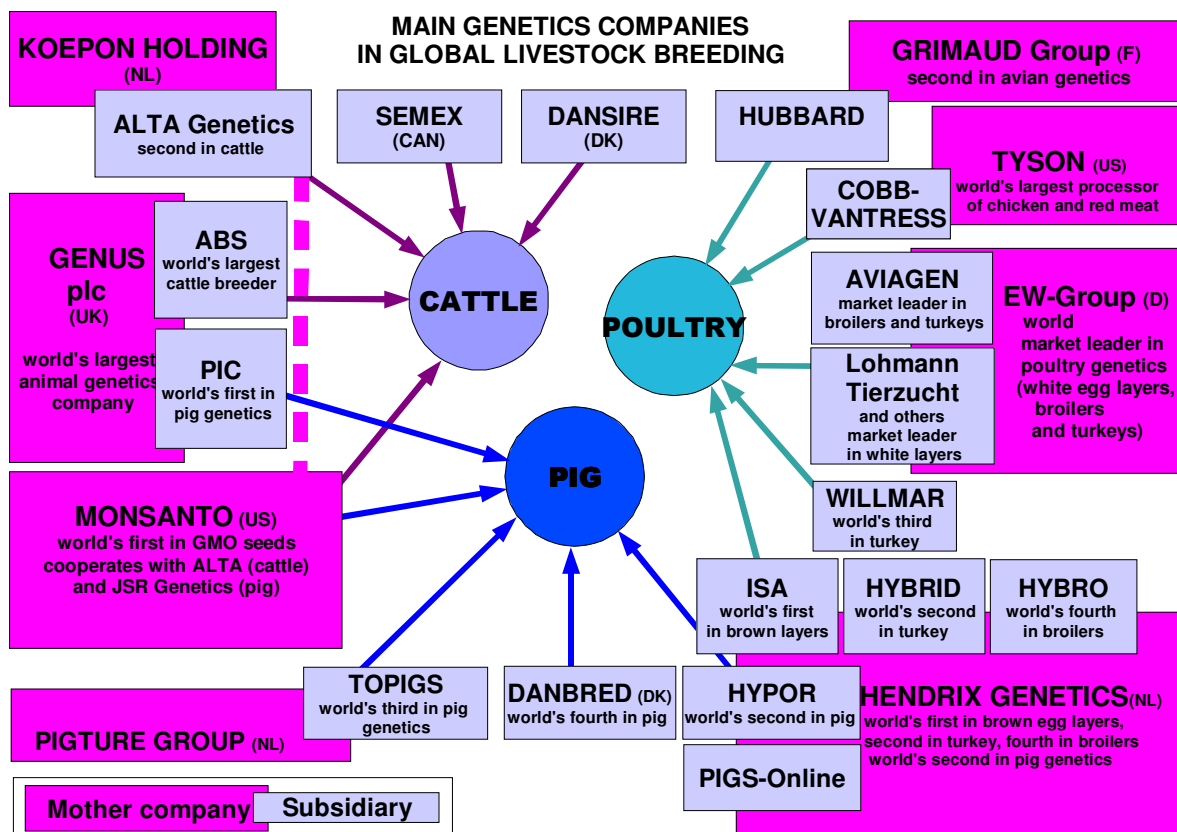 MAIN GENETICS COMPANIES
IN GLOBAL LIVESTOCK BREEDING
KOEPON HOLDING
(NL)
ALTA Genetics
second in cattle
SEMEX
(CAN)
DANSIRE
(DK)
HUBBARD
GRIMAUD Group (F)
second in avian genetics
TYSON (US)
world's largest processor
of chicken and red meat
COBB-
VANTRESS
GENUS
plc
(UK)
world's largest
animal genetics
company
ABS
world's largest
cattle breeder
PIC
world's first in
pig genetics
CATTLE
POULTRY
PIG
AVIAGEN
market leader in
broilers and turkeys
Lohmann
Tierzucht
and others
market leader
in white layers
EW-Group (D)
world
market leader in
poultry genetics
(white egg layers,
broilers
and turkeys)
MONSANTO (US)
world's first in GMO seeds
cooperates with ALTA (cattle)
and JSR Genetics (pig)
WILLMAR
world's third
in turkey
ISA
world's first
in brown layers
HYBRID
world's second
in turkey
HYBRO
world's fourth
in broilers
TOPIGS
world's third in pig
genetics
DANBRED (DK)
world's fourth in pig
HYPOR
world's second in pig
PIGS-Online
HENDRIX GENETICS(NL)
world's first in brown egg layers,
second in turkey, fourth in broilers
world's second in pig genetics
PIGTURE GROUP (NL)
Mother company
Subsidiary